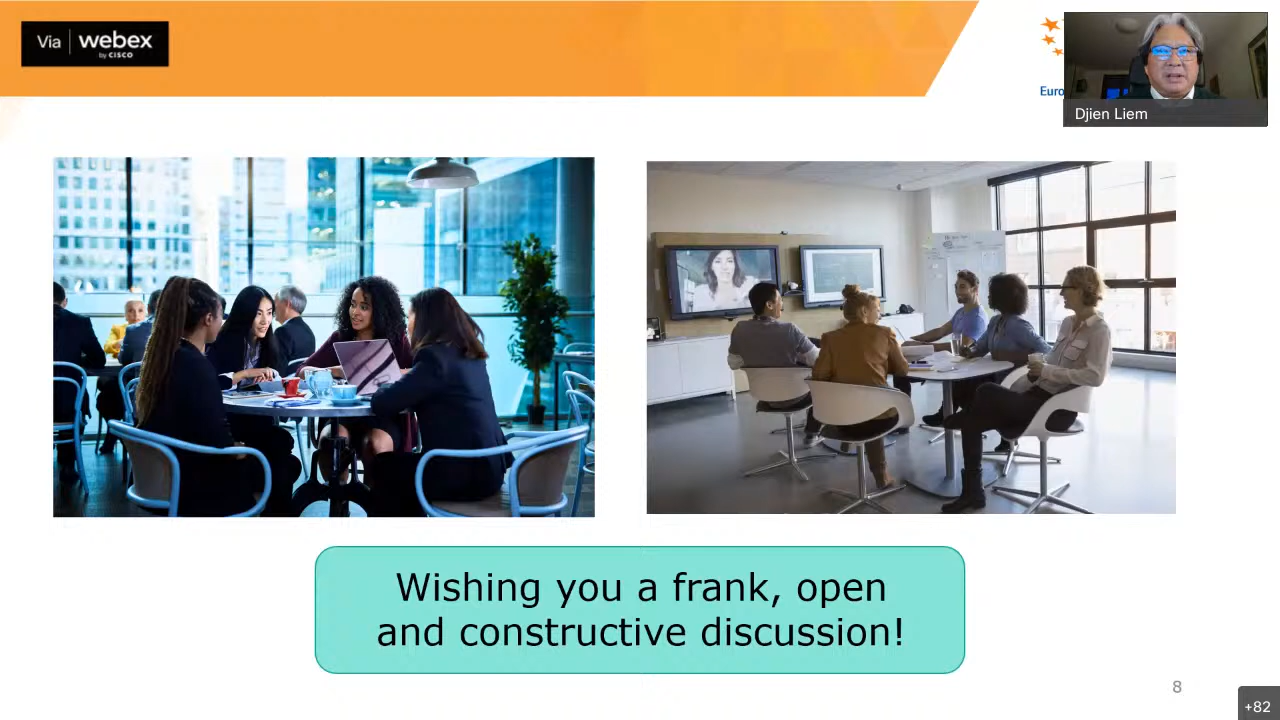 Via webex
by CISCO
Euro
Djien Liem
Wishing you a frank, open
and constructive discussion!
8
+82